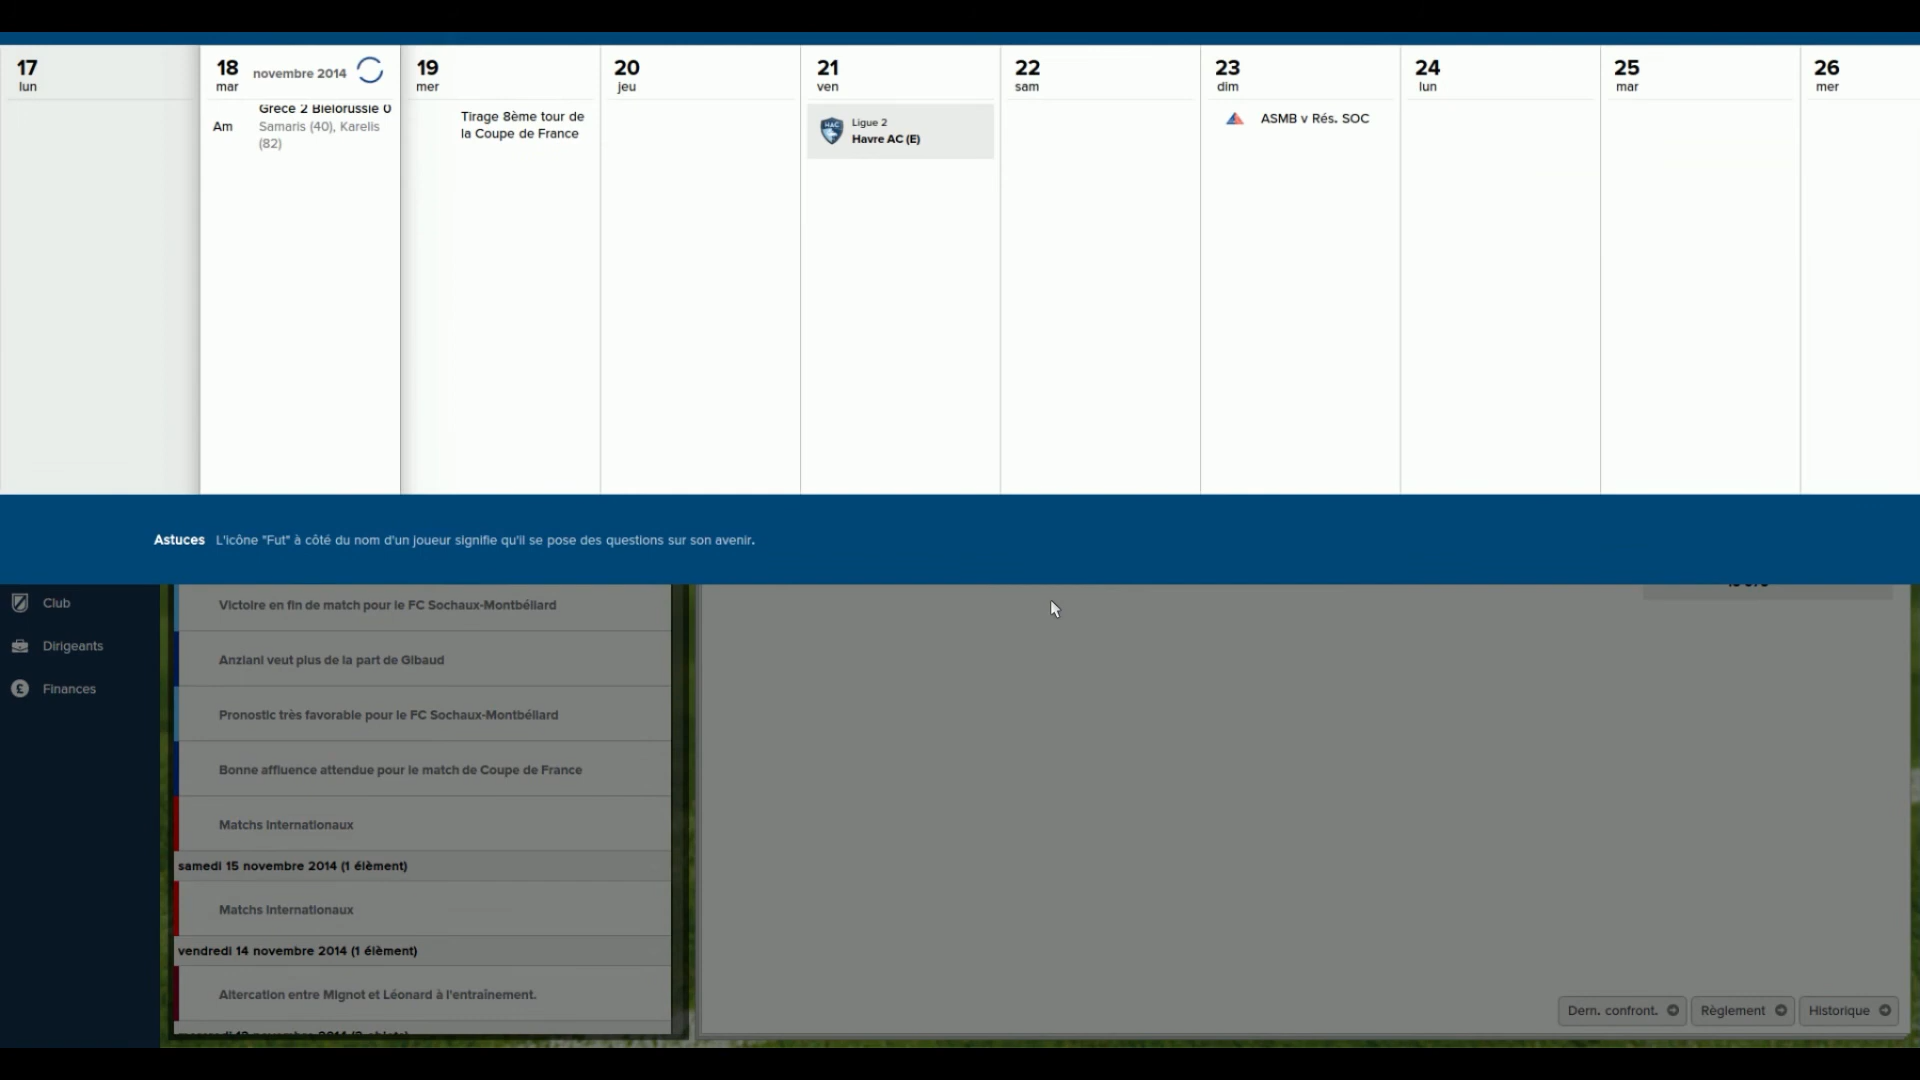 17
lun
18
mar
novembre 2014
19
mer
20
jeu
21
ven
22
sam
23
dim
24
lun
25
mar
26
mer
Am
Grèce 2 Biélorussie 0
Samaris (40), Karelis
(82)
Tirage 8ème tour de
la Coupe de France
HAC
Ligue 2
Havre AC (E)
ASMB v Rés. SOC
Astuces L'icône "Fut" à côté du nom d'un joueur signifie qu'il se pose des questions sur son avenir.
Club
Dirigeants
Finances
Victoire en fin de match pour le FC Sochaux-Montbéliard
Anziani veut plus de la part de Gibaud
Pronostic très favorable pour le FC Sochaux-Montbéliard
Bonne affluence attendue pour le match de Coupe de France
Matchs Internationaux
samedi 15 novembre 2014 (1 élèment)
Matchs Internationaux
vendredi 14 novembre 2014 (1 élèment)
Altercation entre Mignot et Léonard à l'entraînement.
Dern. confront.
Règlement
Historique